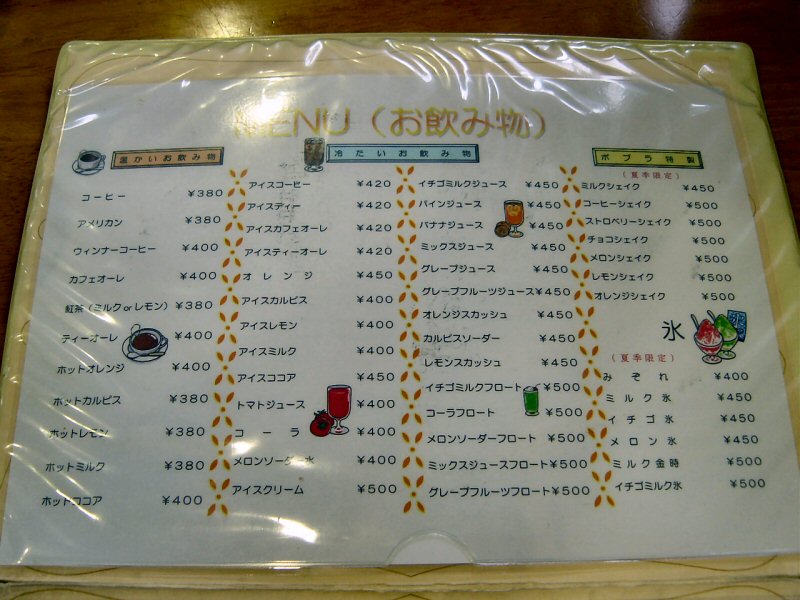 MENU（お飲み物）
温かいお飲み物
コーヒー ¥380
アメリカン ¥380
ウィンナーコーヒー ¥400
カフェオーレ ¥400
紅茶（ミルクorレモン） ¥380
ティーオーレ ¥400
ホットオレンジ ¥400
ホットカルピス ¥380
ホットレモン ¥380
ホットミルク ¥380
ホットココア ¥400
冷たいお飲み物
アイスコーヒー ¥420
アイスティー ¥420
アイスカフェオーレ ¥420
アイスティーオーレ ¥420
オレンジ ¥450
アイスカルピス ¥400
アイスレモン ¥400
アイスミルク ¥400
アイスココア ¥450
トマトジュース ¥400
コーラ ¥400
メロンソーダー水 ¥400
アイスクリーム ¥500
イチゴミルクジュース ¥450
パインジュース ¥450
バナナジュース ¥450
ミックスジュース ¥450
グレープジュース ¥450
グレープフルーツジュース ¥450
オレンジスカッシュ ¥450
カルピスソーダー ¥450
レモンスカッシュ ¥450
イチゴミルクフロート ¥500
コーラフロート ¥500
メロンソーダーフロート ¥500
ミックスジュースフロート ¥500
グレープフルーツフロート ¥500
ポプラ特製
（夏季限定）
ミルクシェイク ¥450
コーヒーシェイク ¥500
ストロベリーシェイク ¥500
チョコシェイク ¥500
メロンシェイク ¥500
レモンシェイク ¥500
オレンジシェイク ¥500
氷
（夏季限定）
みぞれ ¥400
ミルク氷 ¥450
イチゴ氷 ¥450
メロン氷 ¥450
ミルク金時 ¥500
イチゴミルク氷 ¥500